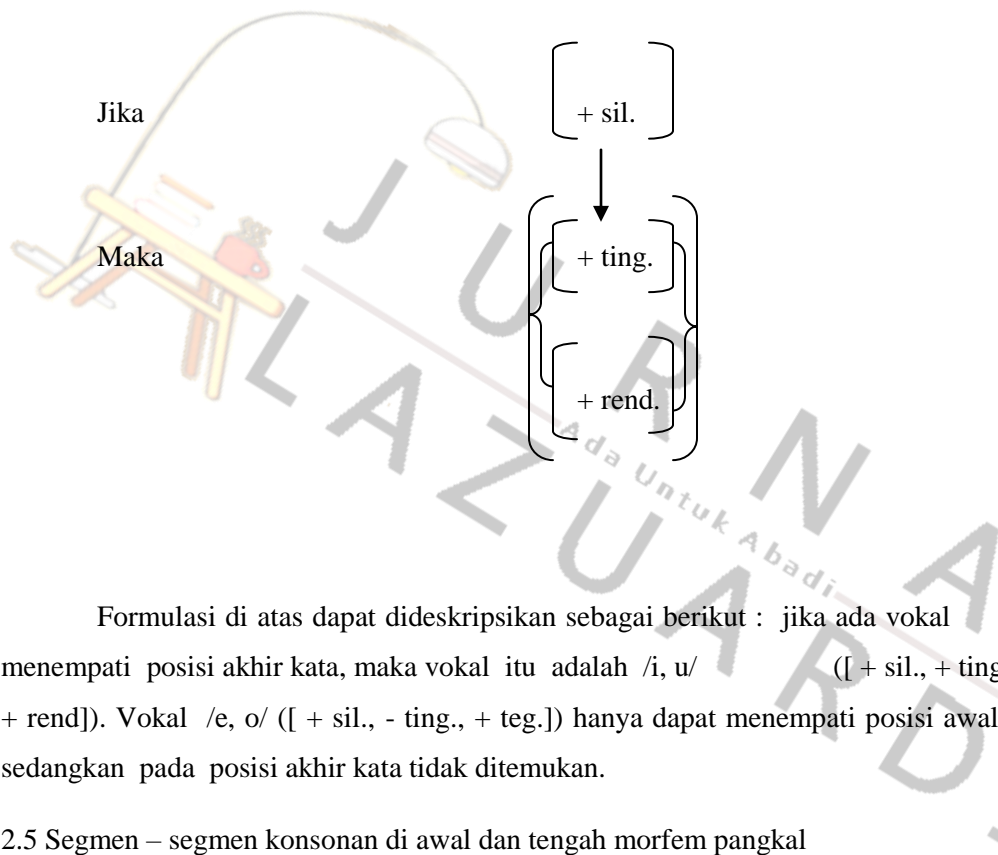 Jika + sil.
Maka + ting.
+ rend.
JURNA
LAZUARD
Ada Untuk Abadi
Formulasi di atas dapat dideskripsikan sebagai berikut : jika ada vokal
menempati posisi akhir kata, maka vokal itu adalah /i, u/ ([ + sil., + ting
+ rend]). Vokal /e, o/ ([ + sil., - ting., + teg.]) hanya dapat menempati posisi awal
sedangkan pada posisi akhir kata tidak ditemukan.
2.5 Segmen – segmen konsonan di awal dan tengah morfem pangkal